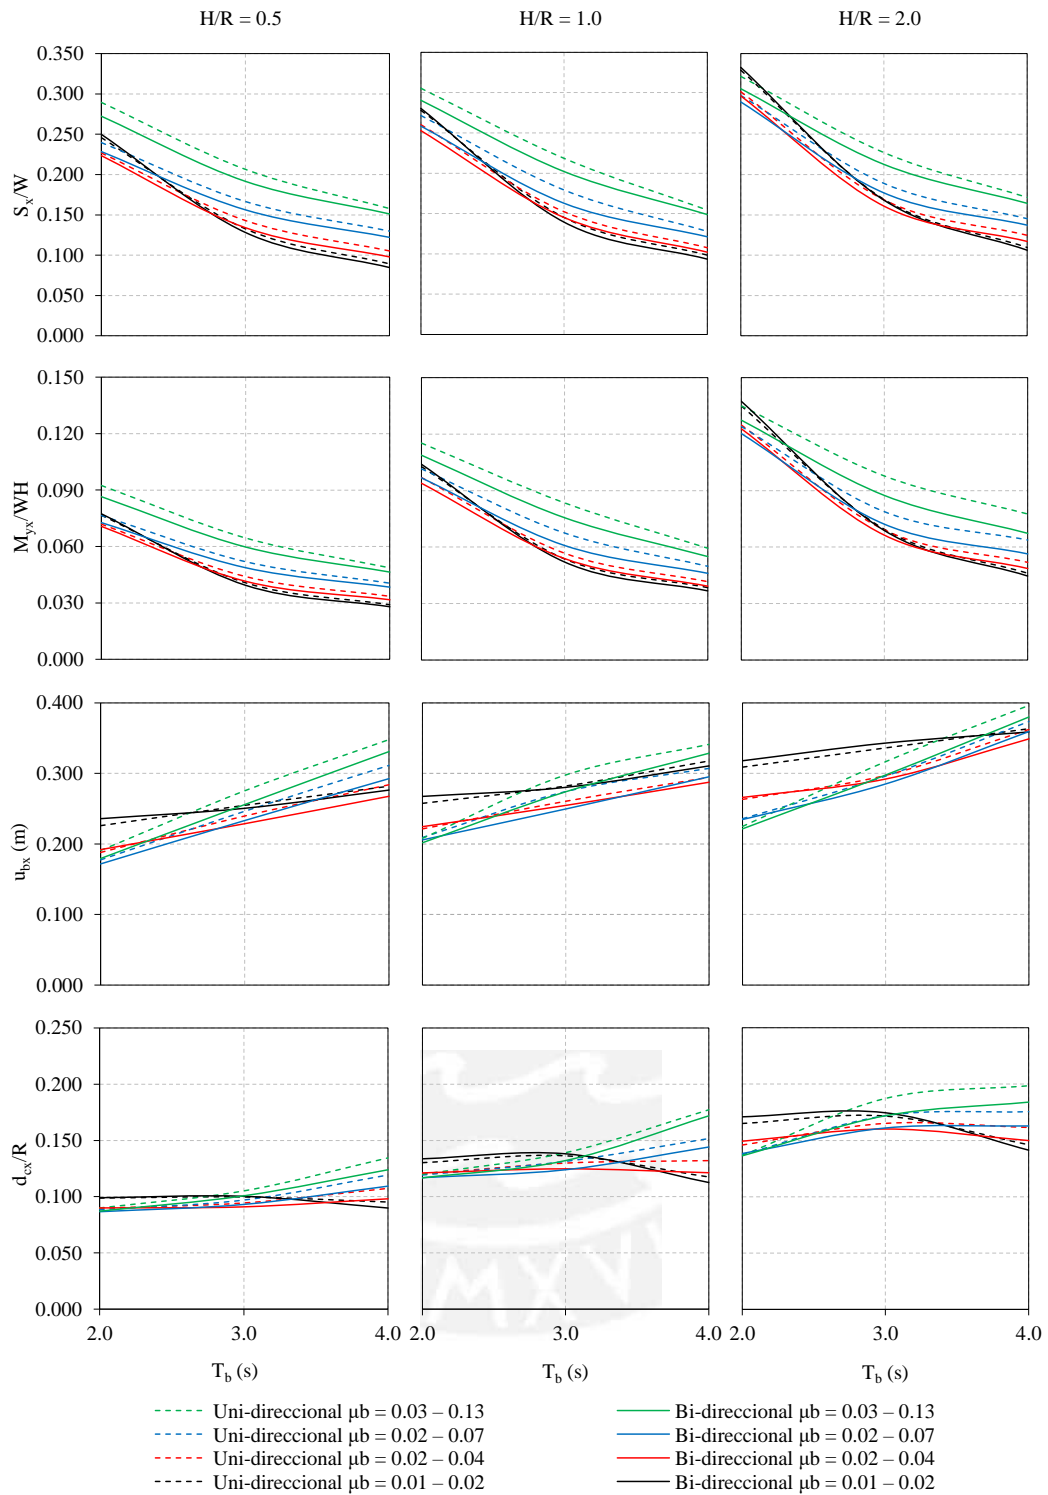 H/R = 0.5 H/R = 1.0 H/R = 2.0
0.350
0.300
0.250
0.200
0.150
0.100
0.050
0.000
Sx/W
0.150
0.120
0.090
0.060
0.030
0.000
Myx/WH
0.400
0.300
0.200
0.100
0.000
ubx (m)
0.250
0.200
0.150
0.100
0.050
0.000
dcx/R
MXV
2.0 3.0 4.0 2.0 3.0 4.0 2.0 3.0 4.0
Tb (s) Tb (s) Tb (s)
Uni-direccional μb = 0.03 – 0.13 Bi-direccional μb = 0.03 – 0.13
Uni-direccional μb = 0.02 – 0.07 Bi-direccional μb = 0.02 – 0.07
Uni-direccional μb = 0.02 – 0.04 Bi-direccional μb = 0.02 – 0.04
Uni-direccional μb = 0.01 – 0.02 Bi-direccional μb = 0.01 – 0.02